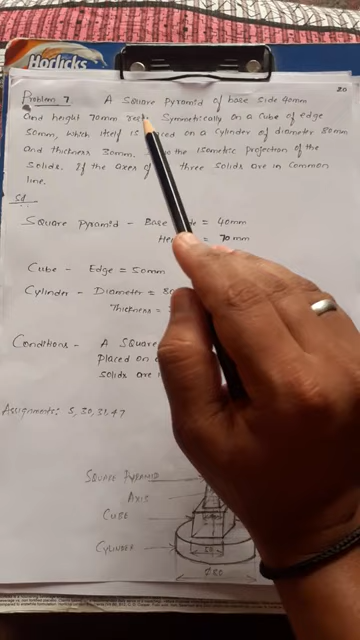 Horlicks
20
Problem 7 A Square Pyramid of base side 40mm
And height 70mm rests Symmetrically on a cube of edge
50mm, which itself is placed on a cylinder of diameter 80mm
and thickness 30mm. the Isometric projection of the
Solids. If the axes of three solids are in Common
line.
Sol
Square Pyramid - Base = 40mm
= 70mm
Cube - Edge = 50mm
Cylinder - Diameter =
Thickness =
Conditions - A Square
Placed on
Solids are
Assignments: 5, 30, 31, 47
SQUARE PYRAMID
AXIS
CUBE
CYLINDER
50
Ø80